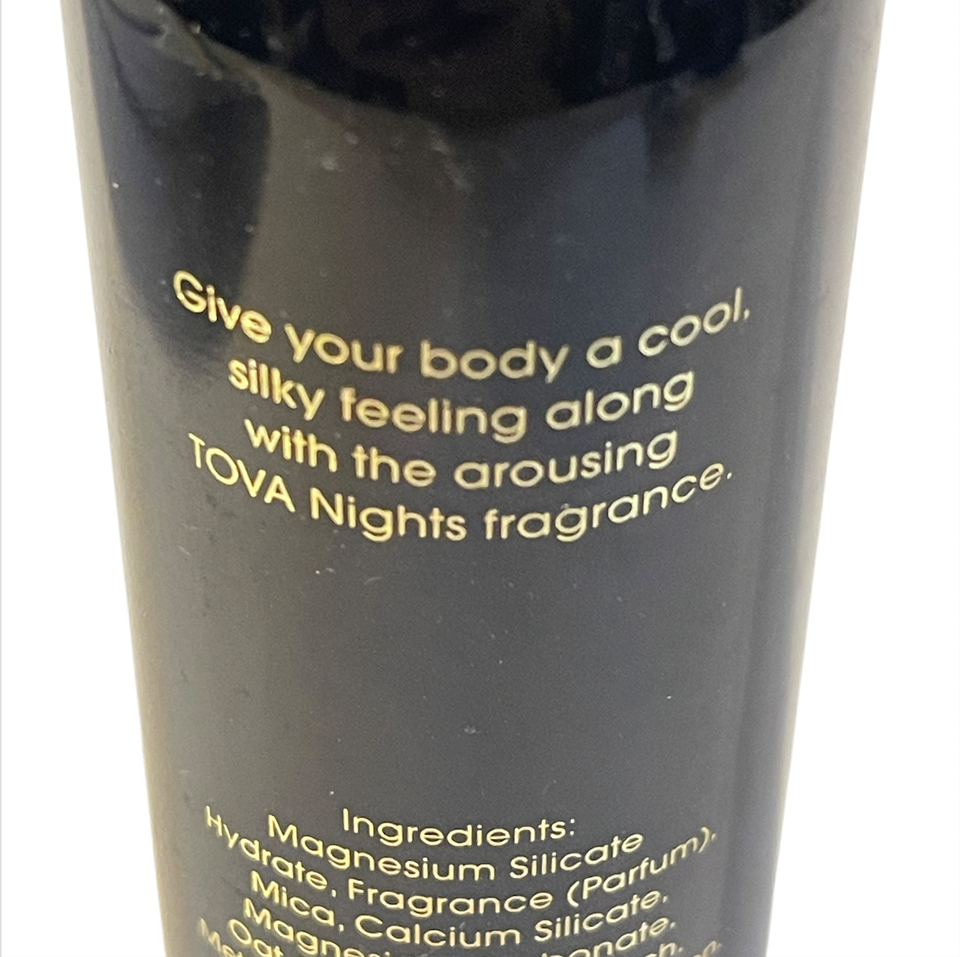 Give your body a cool,
silky feeling along
with the arousing
TOVA Nights fragrance.
Ingredients:
Magnesium Silicate
Hydrate, Fragrance (Parfum),
Mica, Calcium Silicate,